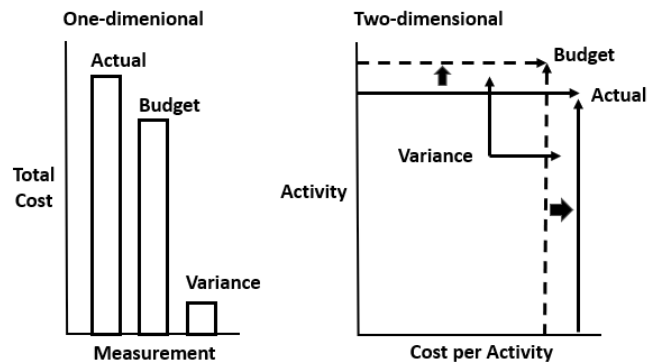 One-dimenional
Actual
Budget
Total
Cost
Variance
Measurement
Two-dimensional
Budget
Actual
Variance
Activity
Cost per Activity